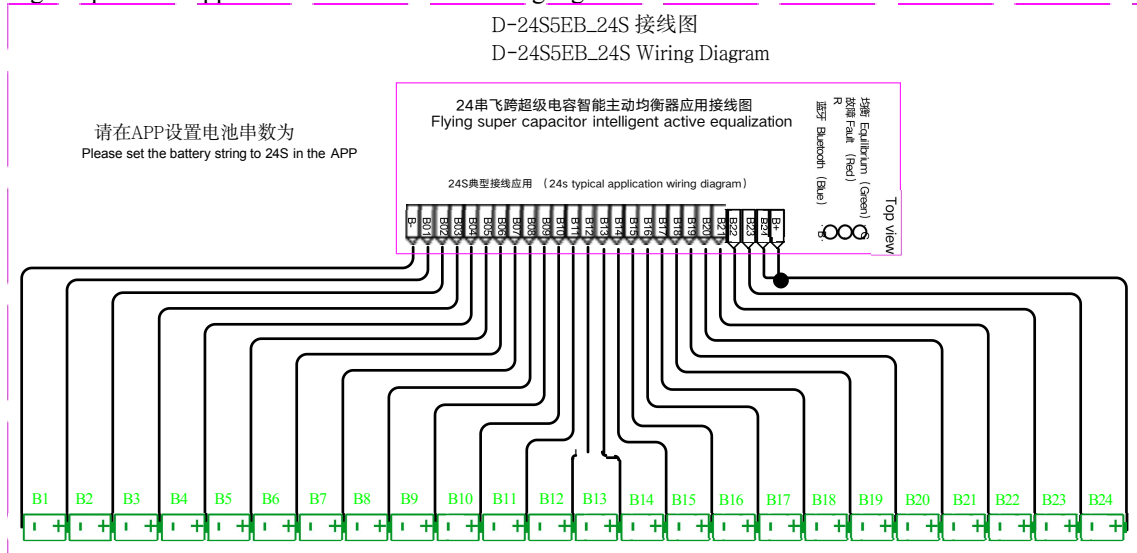 D-24S5EB_24S 接线图
D-24S5EB_24S Wiring Diagram
请在APP设置电池串数为
Please set the battery string to 24S in the APP
24串飞跨超级电容智能主动均衡器应用接线图
Flying super capacitor intelligent active equalization
24S典型接线应用 （24s typical application wiring diagram）
均衡 Equilibrium (Green) G
故障 Fault (Red)
R
蓝牙 Bluetooth (Blue) B
Top view
B- B01 B02 B03 B04 B05 B06 B07 B08 B09 B10 B11 B12 B13 B14 B15 B16 B17 B18 B19 B20 B21 B22 B23 B24 B+
B1 B2 B3 B4 B5 B6 B7 B8 B9 B10 B11 B12 B13 B14 B15 B16 B17 B18 B19 B20 B21 B22 B23 B24
- + - + - + - + - + - + - + - + - + - + - + - + - + - + - + - + - + - + - + - + - + - + - + - +